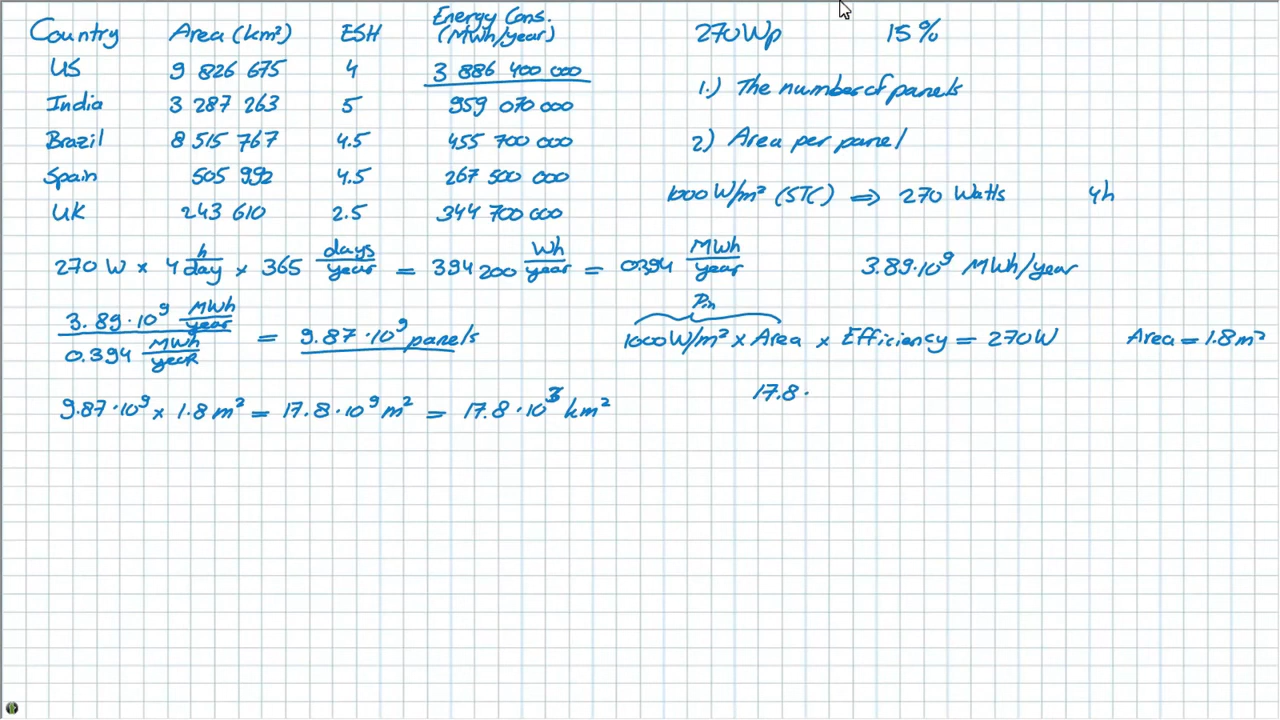 Country Area (km²) ESH Energy Cons. (MWh/year) 270Wp 15%
US 9 826 675 4 3 886 400 000
1.) The number of panels
India 3 287 263 5 959 070 000
Brazil 8 515 767 4.5 455 700 000
2) Area per panel
Spain 505 992 4.5 267 500 000
1000 W/m² (STC) ⇒ 270 Watts 4h
UK 243 610 2.5 344 700 000
270 W × 4 h/day × 365 days/year = 394 200 Wh/year = 0.394 MWh/year 3.89·10⁹ MWh/year
Pin
3.89·10⁹ MWh/year / 0.394 MWh/year = 9.87·10⁹ panels 1000W/m² × Area × Efficiency = 270W Area = 1.8m²
9.87·10⁹ × 1.8m² = 17.8·10⁹ m² = 17.8·10³ km² 17.8·